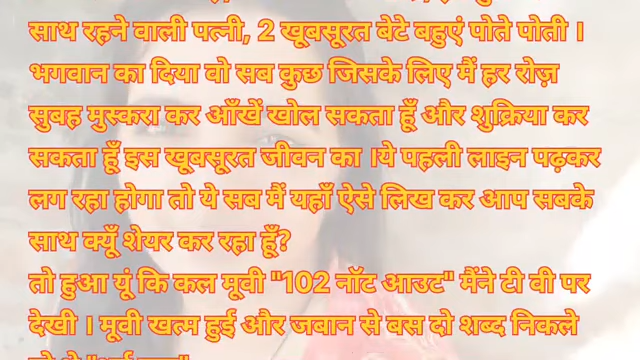 साथ रहने वाली पत्नी, 2 खूबसूरत बेटे बहुएं पोते पोती ।
भगवान का दिया वो सब कुछ जिसके लिए मैं हर रोज़
सुबह मुस्करा कर आँखें खोल सकता हूँ और शुक्रिया कर
सकता हूँ इस खूबसूरत जीवन का ।ये पहली लाइन पढ़कर
लग रहा होगा तो ये सब मैं यहाँ ऐसे लिख कर आप सबके
साथ क्यूँ शेयर कर रहा हूँ?
तो हुआ यूं कि कल मूवी "102 नॉट आउट" मैंने टी वी पर
देखी । मूवी खत्म हुई और जबान से बस दो शब्द निकले